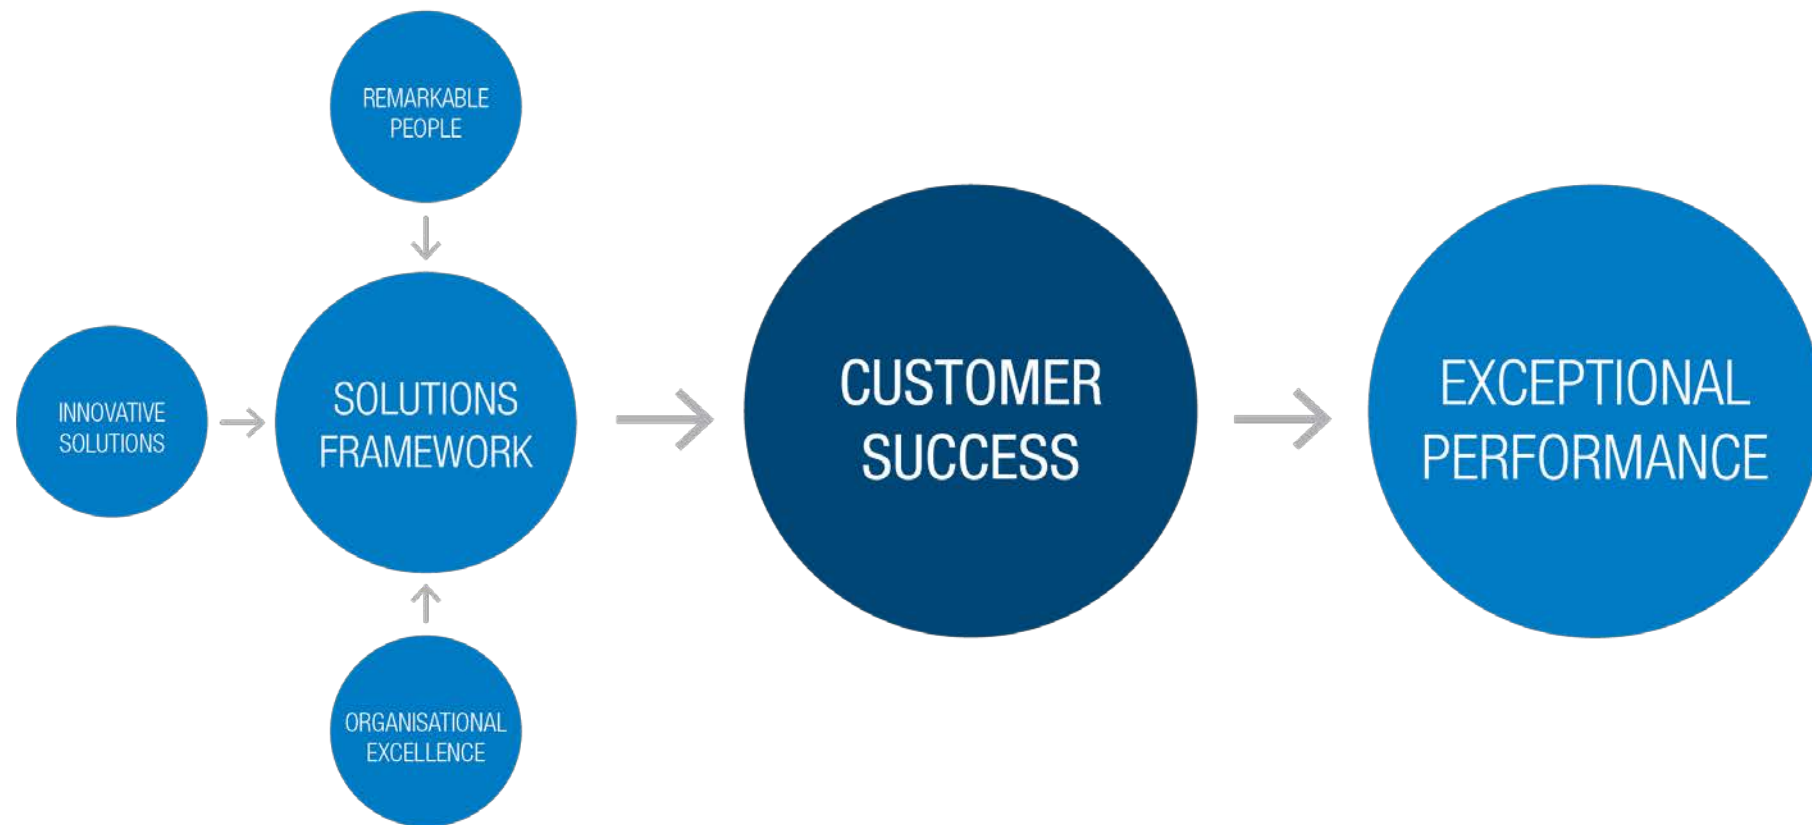 REMARKABLE
PEOPLE
INNOVATIVE
SOLUTIONS
SOLUTIONS
FRAMEWORK
ORGANISATIONAL
EXCELLENCE
CUSTOMER
SUCCESS
EXCEPTIONAL
PERFORMANCE